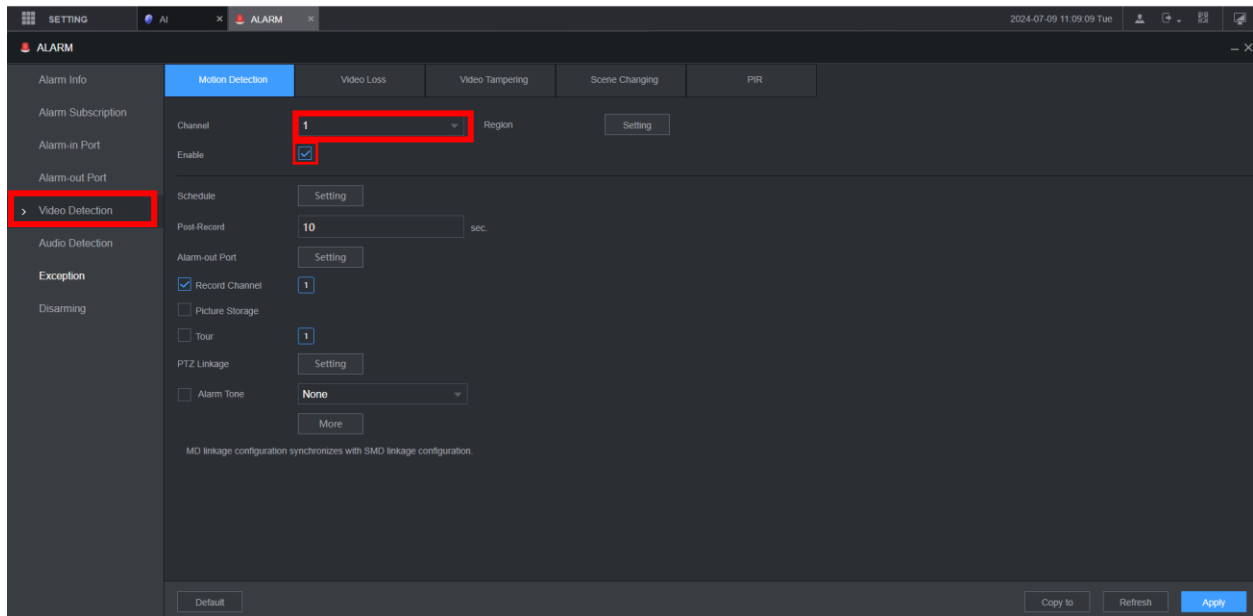 SETTING AI × ALARM × 2024-07-09 11:09:09 Tue
ALARM
Alarm Info
Alarm Subscription
Alarm-in Port
Alarm-out Port
Video Detection
Audio Detection
Exception
Disarming
Motion Detection Video Loss Video Tampering Scene Changing PIR
Channel 1 Region Setting
Enable
Schedule Setting
Post-Record 10 sec.
Alarm-out Port Setting
Record Channel 1
Picture Storage
Tour 1
PTZ Linkage Setting
Alarm Tone None
More
MD linkage configuration synchronizes with SMD linkage configuration.
Default Copy to Refresh Apply